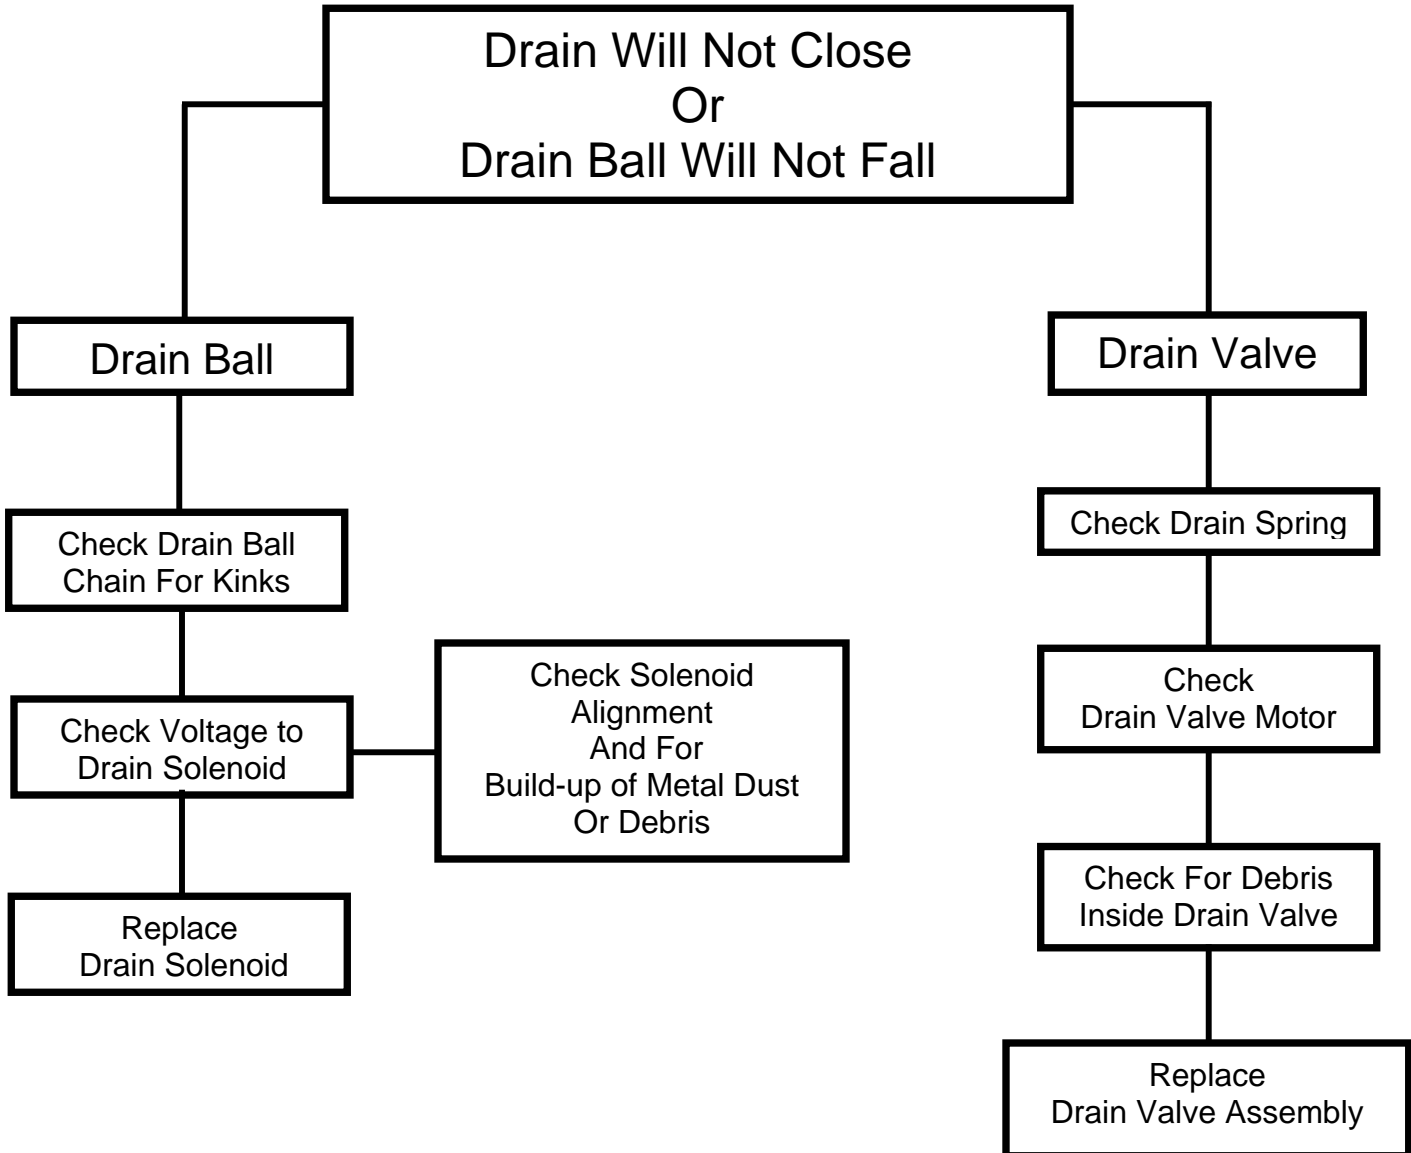 Drain Will Not Close
Or
Drain Ball Will Not Fall
Drain Ball
Check Drain Ball
Chain For Kinks
Check Voltage to
Drain Solenoid
Check Solenoid
Alignment
And For
Build-up of Metal Dust
Or Debris
Replace
Drain Solenoid
Drain Valve
Check Drain Spring
Check
Drain Valve Motor
Check For Debris
Inside Drain Valve
Replace
Drain Valve Assembly